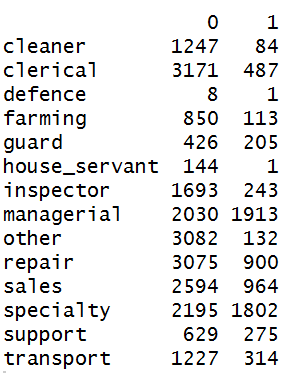 0 1
cleaner 1247 84
clerical 3171 487
defence 8 1
farming 850 113
guard 426 205
house_servant 144 1
inspector 1693 243
managerial 2030 1913
other 3082 132
repair 3075 900
sales 2594 964
specialty 2195 1802
support 629 275
transport 1227 314